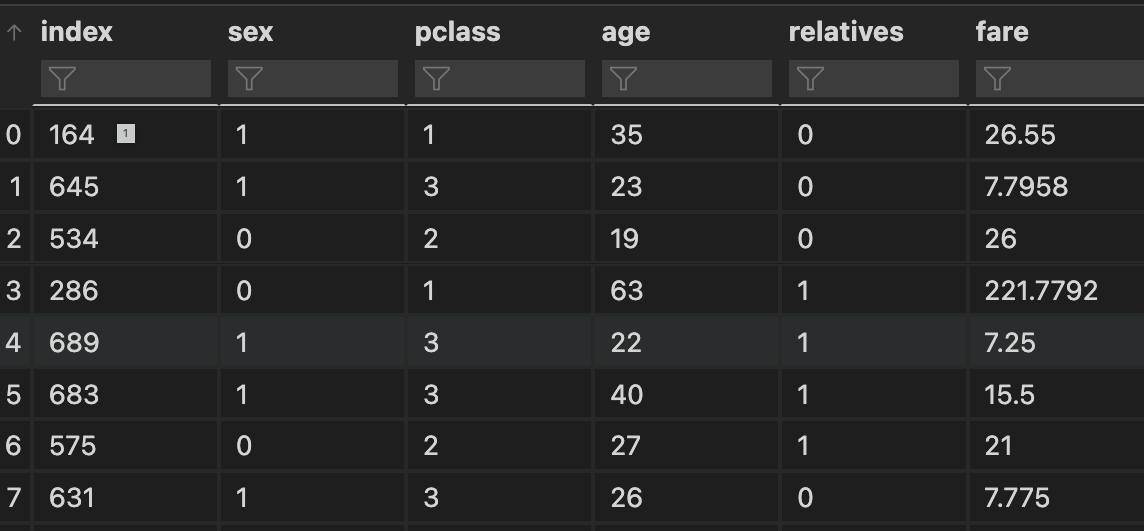 ↑ index sex pclass age relatives fare
0 164 1 1 1 35 0 26.55
1 645 1 3 23 0 7.7958
2 534 0 2 19 0 26
3 286 0 1 63 1 221.7792
4 689 1 3 22 1 7.25
5 683 1 3 40 1 15.5
6 575 0 2 27 1 21
7 631 1 3 26 0 7.775